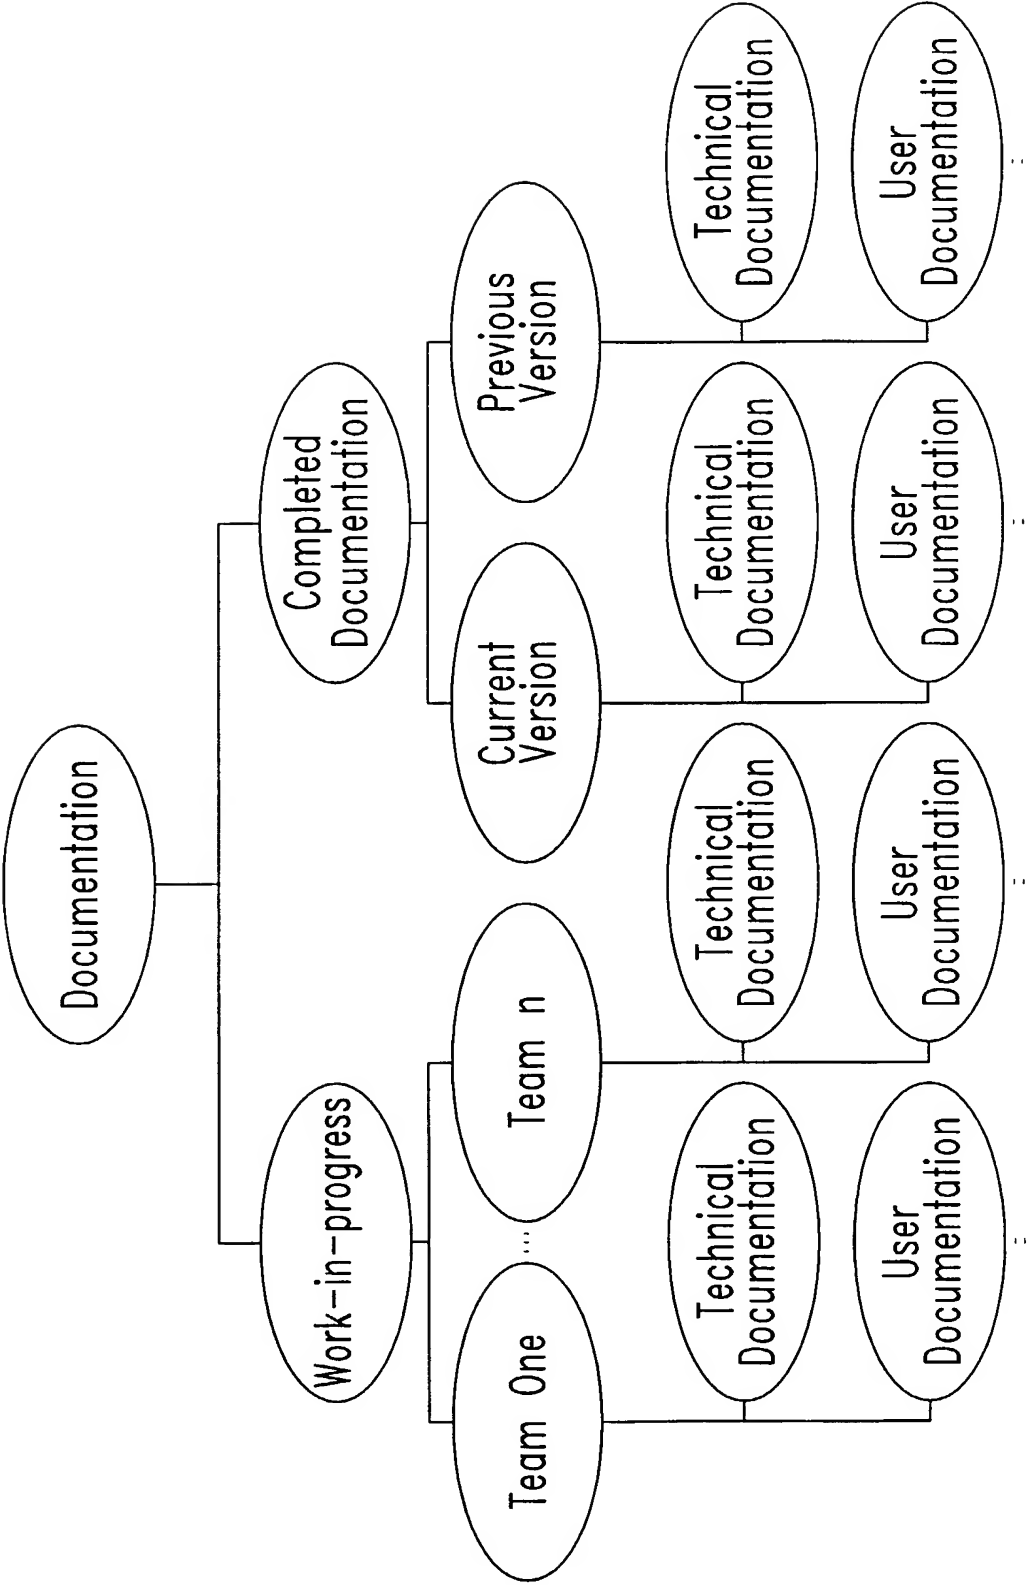 Documentation
Work-in-progress
Completed
Documentation
Team One
.....
Team n
Current
Version
Previous
Version
Technical
Documentation
Technical
Documentation
Technical
Documentation
Technical
Documentation
User
Documentation
User
Documentation
User
Documentation
User
Documentation